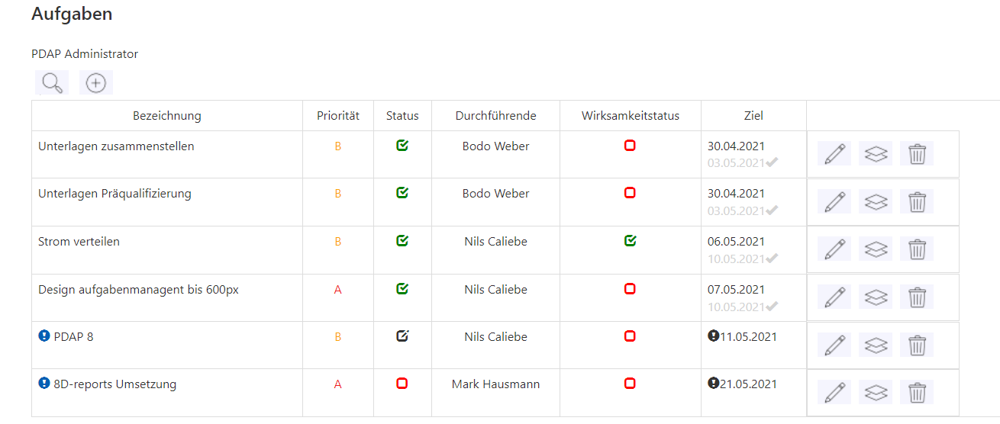 Aufgaben
PDAP Administrator
Bezeichnung Priorität Status Durchführende Wirksamkeitstatus Ziel
Unterlagen zusammenstellen B Bodo Weber 30.04.2021
03.05.2021
Unterlagen Präqualifizierung B Bodo Weber 30.04.2021
03.05.2021
Strom verteilen B Nils Caliebe 06.05.2021
10.05.2021
Design aufgabenmanagent bis 600px A Nils Caliebe 07.05.2021
10.05.2021
PDAP 8 B Nils Caliebe 11.05.2021
8D-reports Umsetzung A Mark Hausmann 21.05.2021